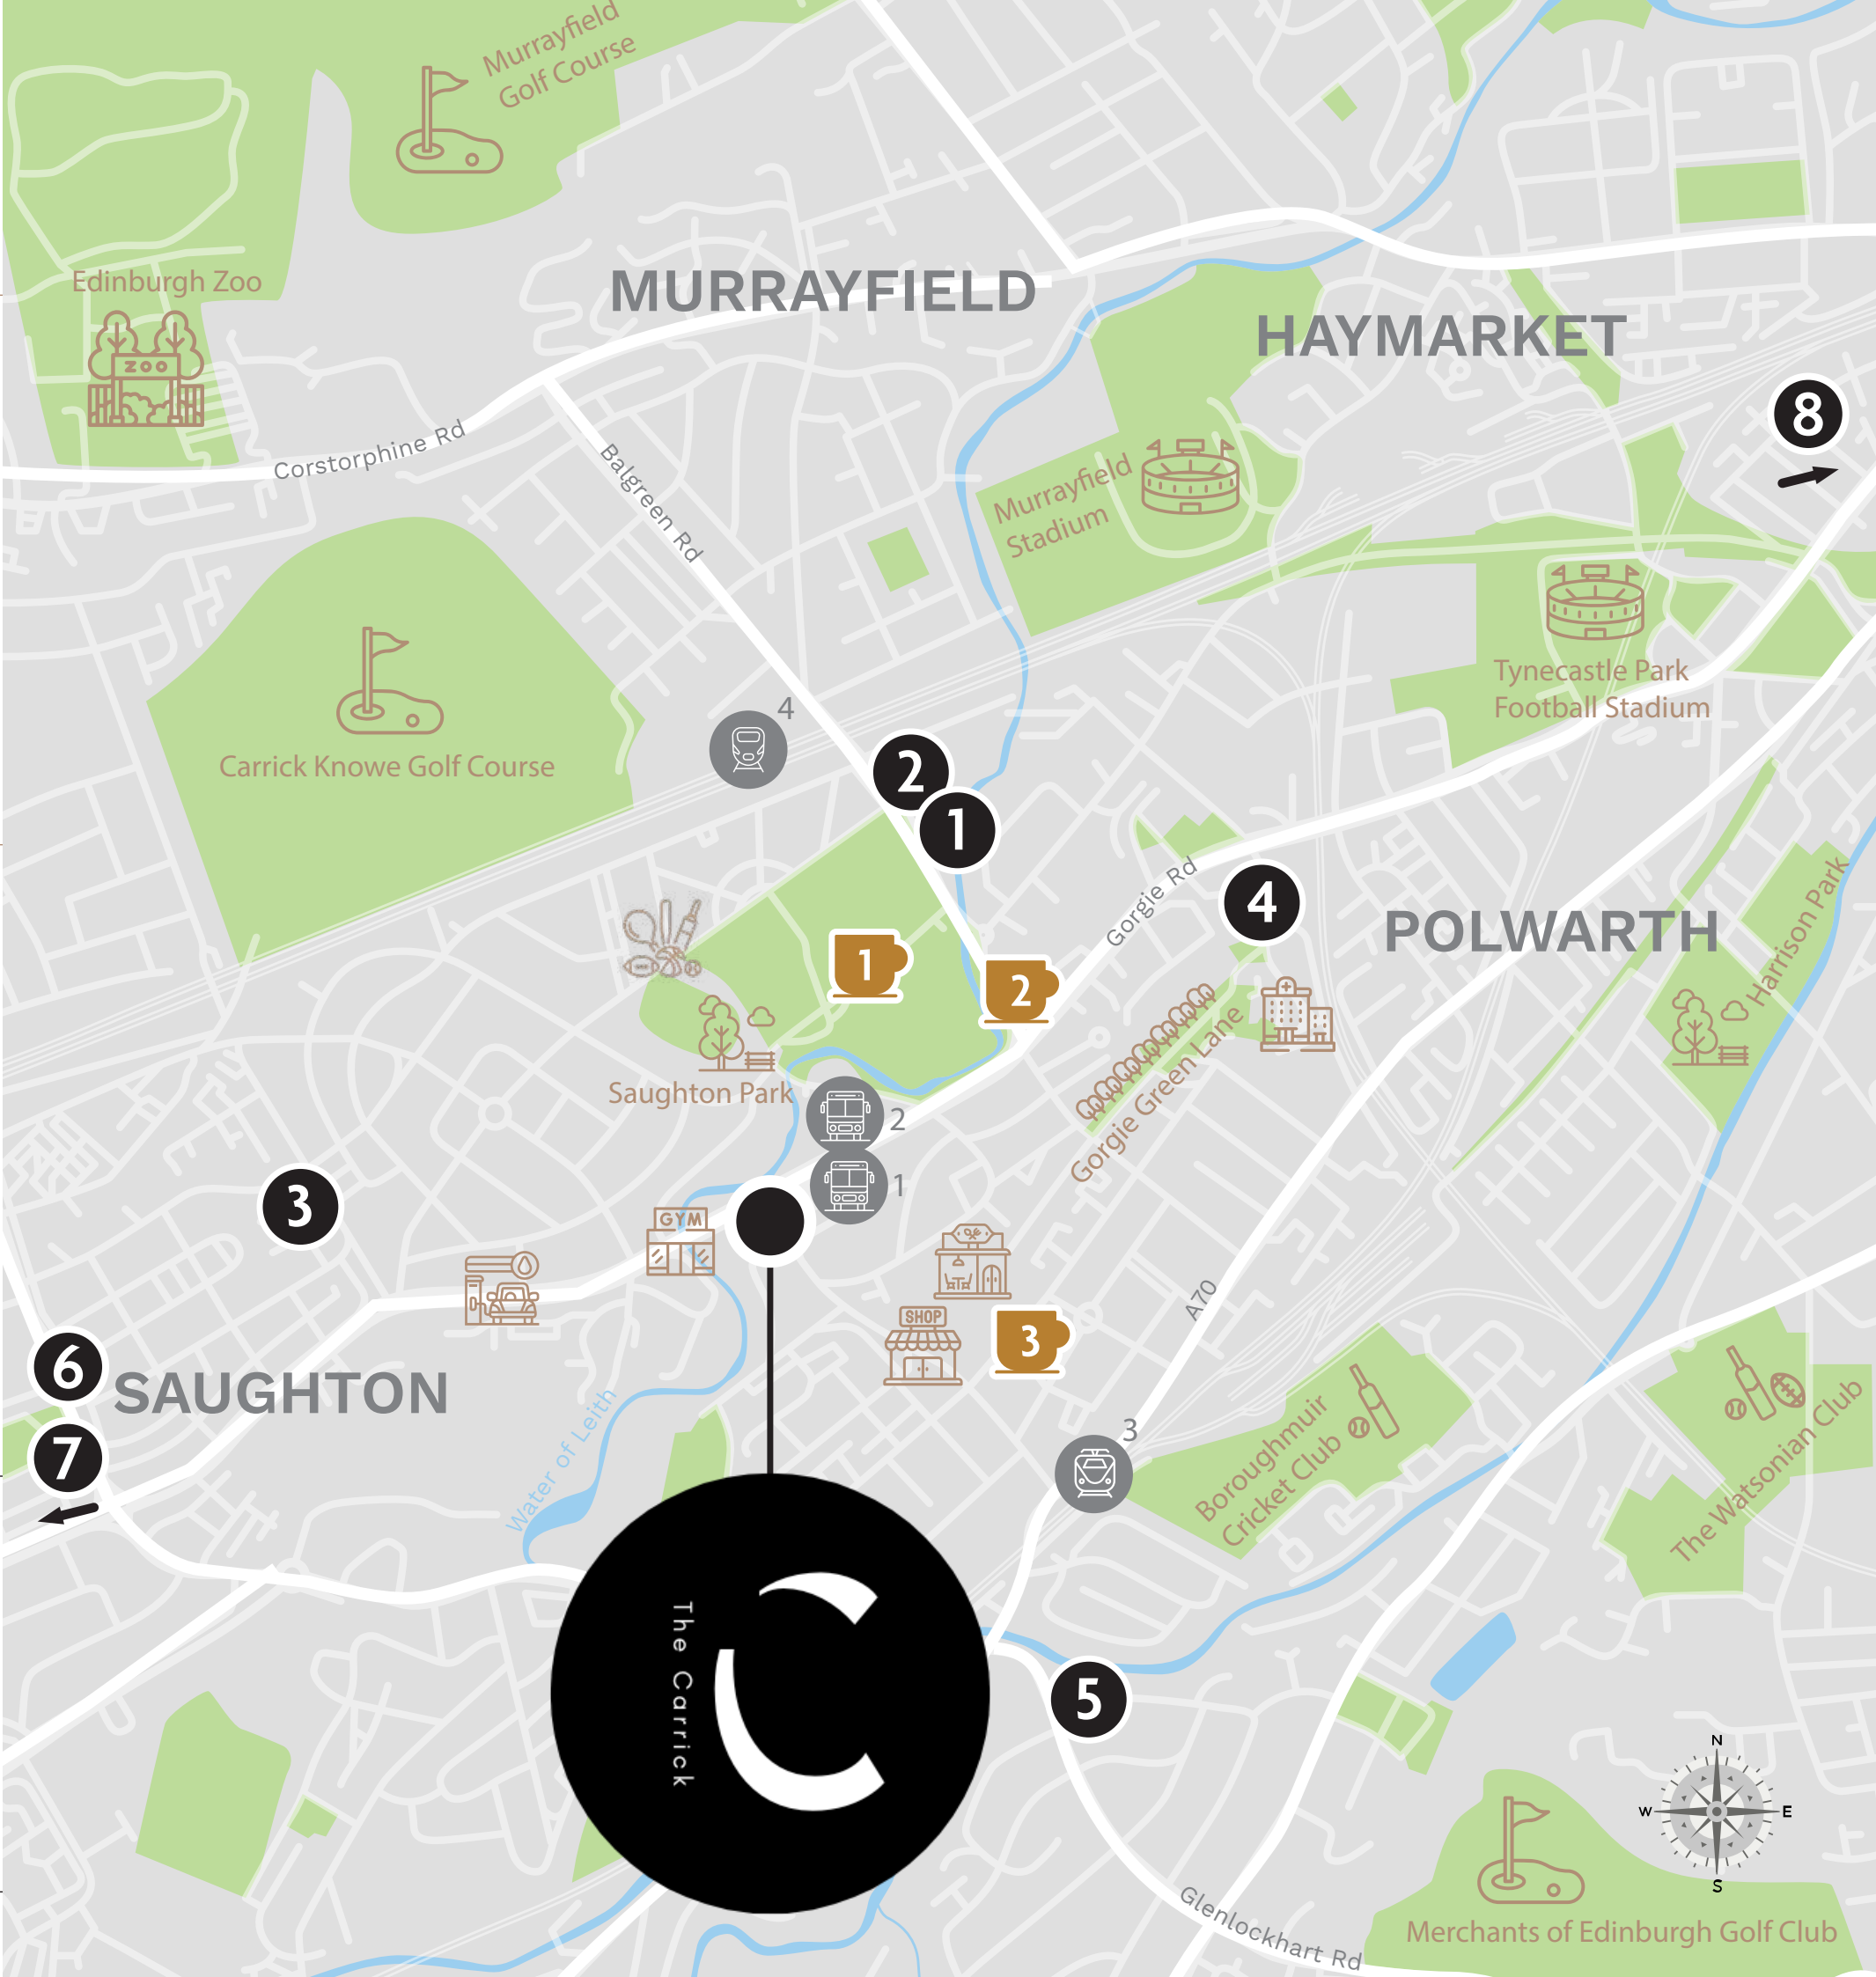 Murrayfield
Golf Course
Edinburgh Zoo
ZOO
MURRAYFIELD
HAYMARKET
8
Corstorphine Rd
Balgreen Rd
Murrayfield
Stadium
Tynecastle Park
Football Stadium
4
Carrick Knowe Golf Course
2
1
Gorgie Rd
4
POLWARTH
Harrison Park
1
2
Gorgie Green Lane
Saughton Park
2
1
3
GYM
SHOP
3
A70
6
SAUGHTON
7
Water of Leith
3
Boroughmuir
Cricket Club
The Watsonian Club
The Carrick
C
5
N
W
E
S
Glenlockhart Rd
Merchants of Edinburgh Golf Club